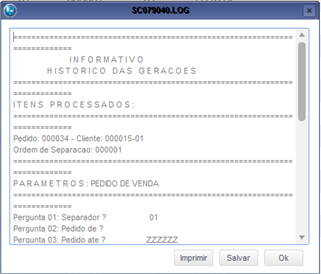 SC079040.LOG
==============================================================
=============
I N F O R M A T I V O
H I S T O R I C O   D A S   G E R A C O E S
==============================================================
=============
I T E N S   P R O C E S S A D O S :
==============================================================
=============
Pedido: 000034 - Cliente: 000015-01
Ordem de Separacao: 000001
==============================================================
=============
P A R A M E T R O S : PEDIDO DE VENDA
==============================================================
=============
Pergunta 01: Separador ? 01
Pergunta 02: Pedido de ?
Pergunta 03: Pedido ate ? ZZZZZZ
Imprimir Salvar Ok